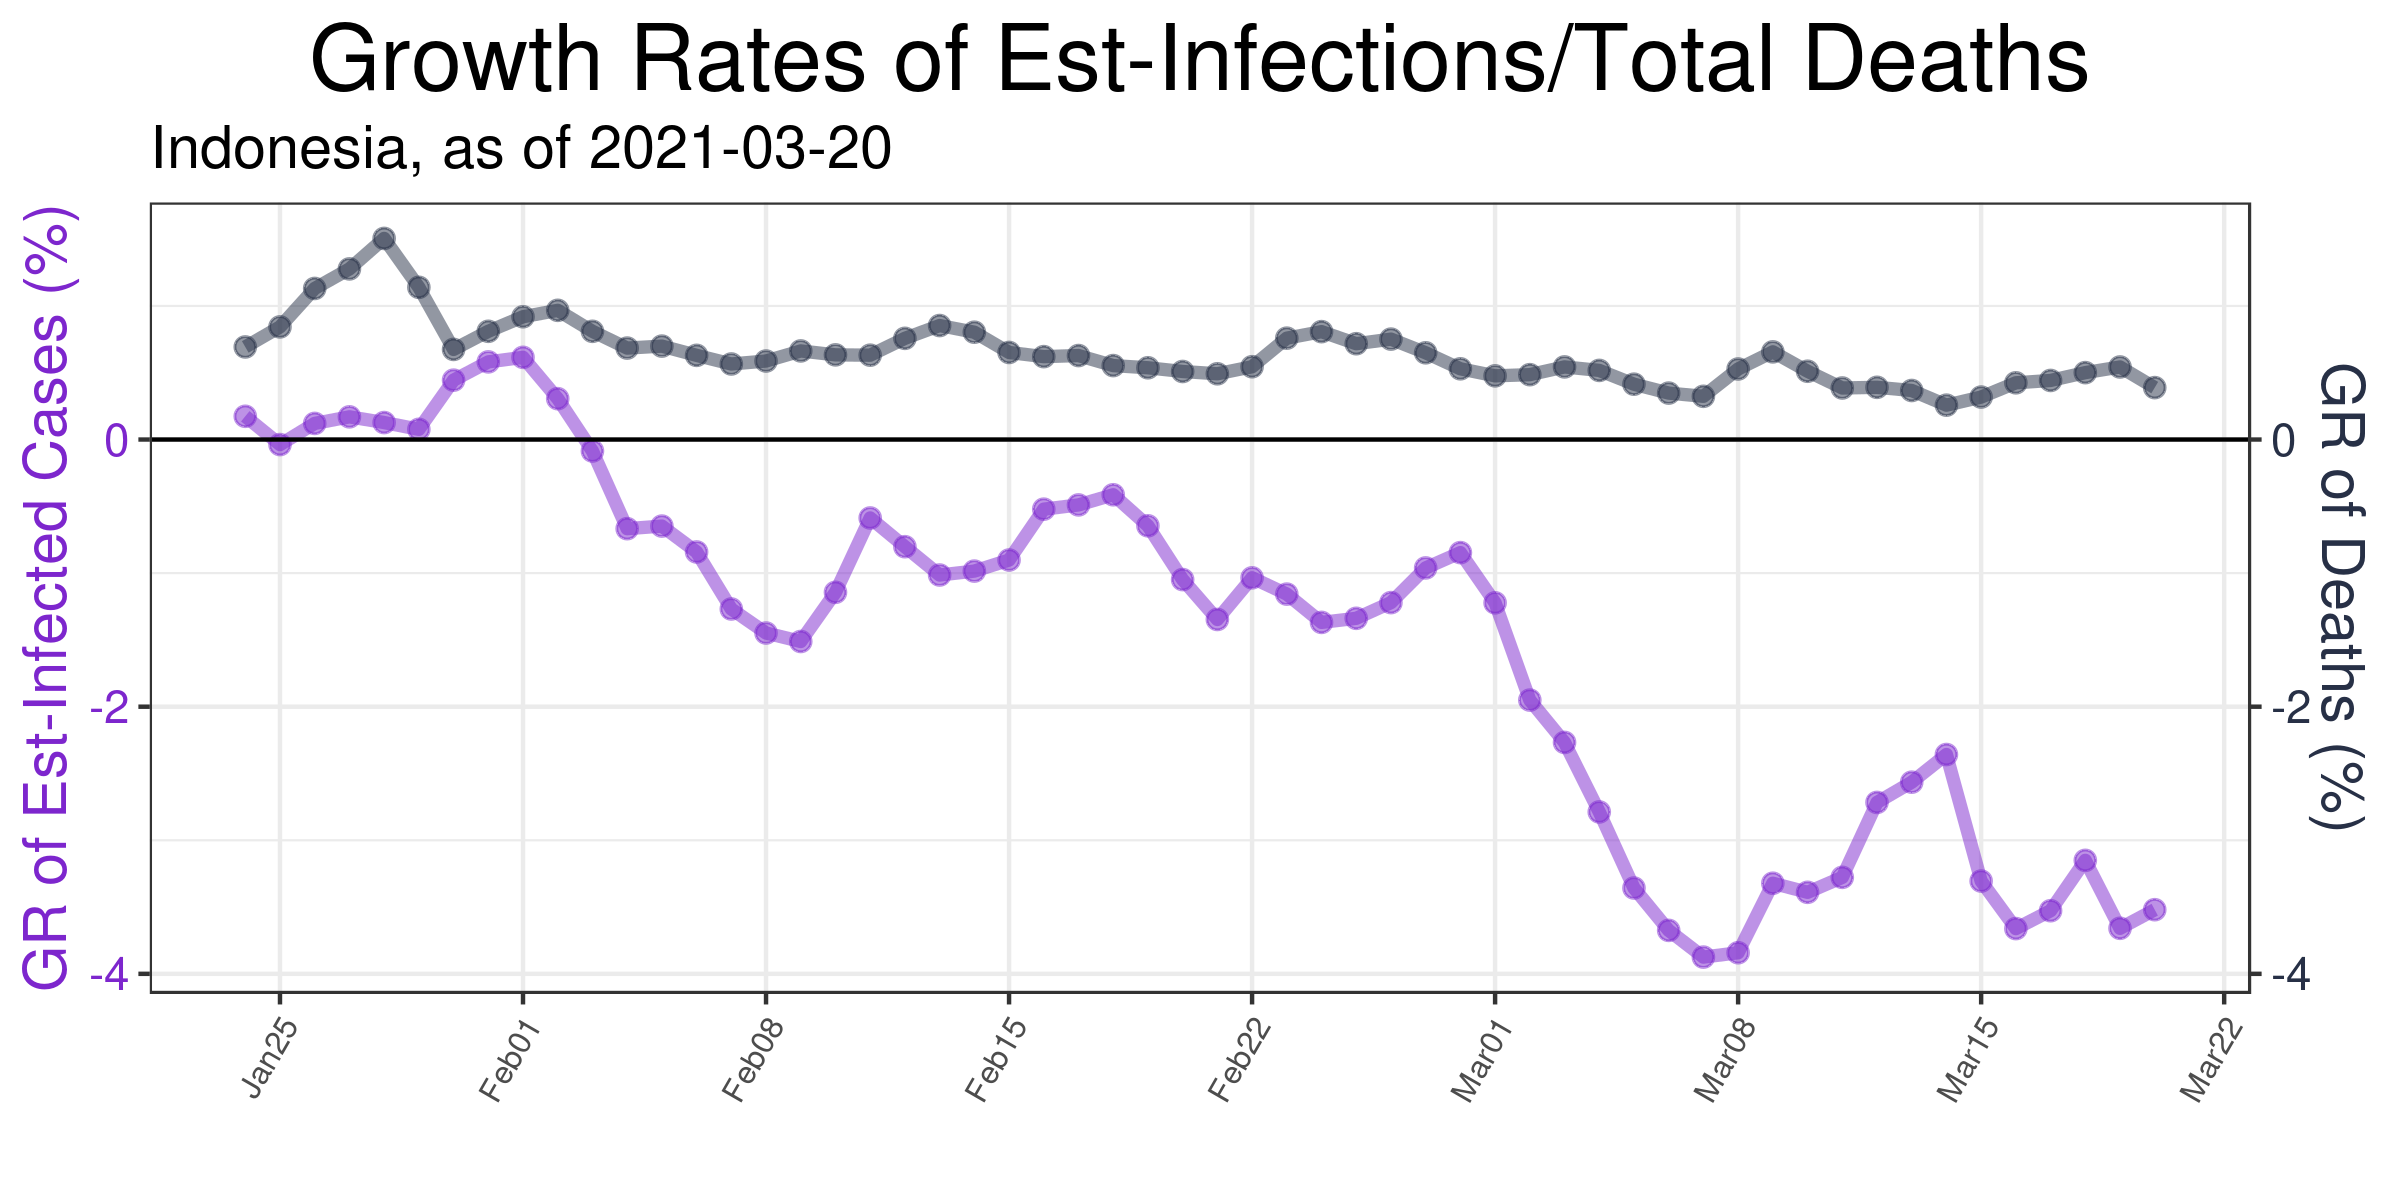 Growth Rates of Est-Infections/Total Deaths
Indonesia, as of 2021-03-20
GR of Est-Infected Cases (%)
0
-2
-4
0
-2
-4
GR of Deaths (%)
Jan25
Feb01
Feb08
Feb15
Feb22
Mar01
Mar08
Mar15
Mar22